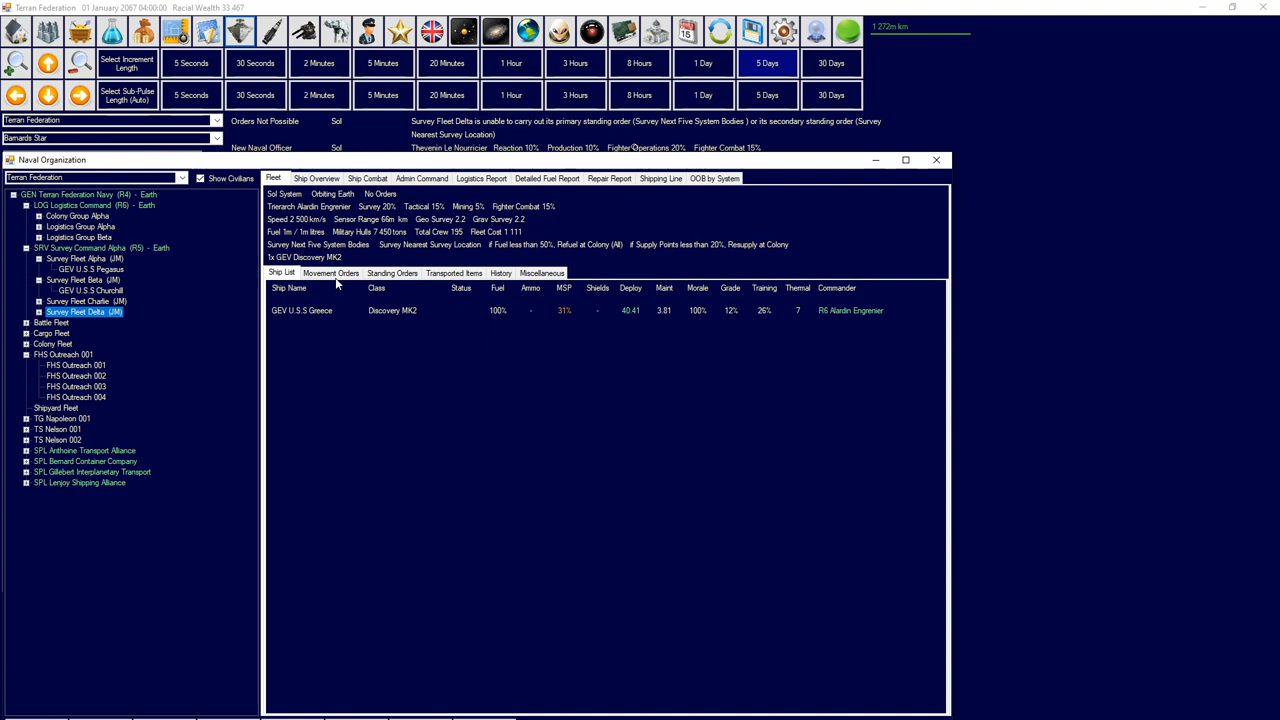 Terran Federation   01 January 2067 04:00:00   Racial Wealth 33 467
1 272m km
Select Increment Length   5 Seconds   30 Seconds   2 Minutes   5 Minutes   20 Minutes   1 Hour   3 Hours   8 Hours   1 Day   5 Days   30 Days
Select Sub-Pulse Length (Auto)   5 Seconds   30 Seconds   2 Minutes   5 Minutes   20 Minutes   1 Hour   3 Hours   8 Hours   1 Day   5 Days   30 Days
Terran Federation
Barnards Star
Orders Not Possible   Sol   Survey Fleet Delta is unable to carry out its primary standing order (Survey Next Five System Bodies ) or its secondary standing order (Survey
Nearest Survey Location)
New Naval Officer   Sol   Thevenin Le Nourricier   Reaction 10%   Production 10%   Fighter Operations 20%   Fighter Combat 15%
Naval Organization
Terran Federation   Show Civilians
GEN Terran Federation Navy (R4) - Earth
LOG Logistics Command (R6) - Earth
Colony Group Alpha
Logistics Group Alpha
Logistics Group Beta
SRV Survey Command Alpha (R5) - Earth
Survey Fleet Alpha (JM)
GEV U.S.S Pegasus
Survey Fleet Beta (JM)
GEV U.S.S Churchill
Survey Fleet Charlie (JM)
Survey Fleet Delta (JM)
Battle Fleet
Cargo Fleet
Colony Fleet
FHS Outreach 001
FHS Outreach 001
FHS Outreach 002
FHS Outreach 003
FHS Outreach 004
Shipyard Fleet
TG Napoleon 001
TS Nelson 001
TS Nelson 002
SPL Anthoine Transport Alliance
SPL Bernard Container Company
SPL Gillebert Interplanetary Transport
SPL Lenjoy Shipping Alliance
Fleet   Ship Overview   Ship Combat   Admin Command   Logistics Report   Detailed Fuel Report   Repair Report   Shipping Line   OOB by System
Sol System   Orbiting Earth   No Orders
Trierarch Alardin Engrenier   Survey 20%   Tactical 15%   Mining 5%   Fighter Combat 15%
Speed 2 500 km/s   Sensor Range 66m km   Geo Survey 2.2   Grav Survey 2.2
Fuel 1m / 1m litres   Military Hulls 7 450 tons   Total Crew 195   Fleet Cost 1 111
Survey Next Five System Bodies   Survey Nearest Survey Location   if Fuel less than 50%, Refuel at Colony (All)   if Supply Points less than 20%, Resupply at Colony
1x GEV Discovery MK2
Ship List   Movement Orders   Standing Orders   Transported Items   History   Miscellaneous
Ship Name   Class   Status   Fuel   Ammo   MSP   Shields   Deploy   Maint   Morale   Grade   Training   Thermal   Commander
GEV U.S.S Greece   Discovery MK2   100%   -   31%   -   40.41   3.81   100%   12%   26%   7   R6 Alardin Engrenier